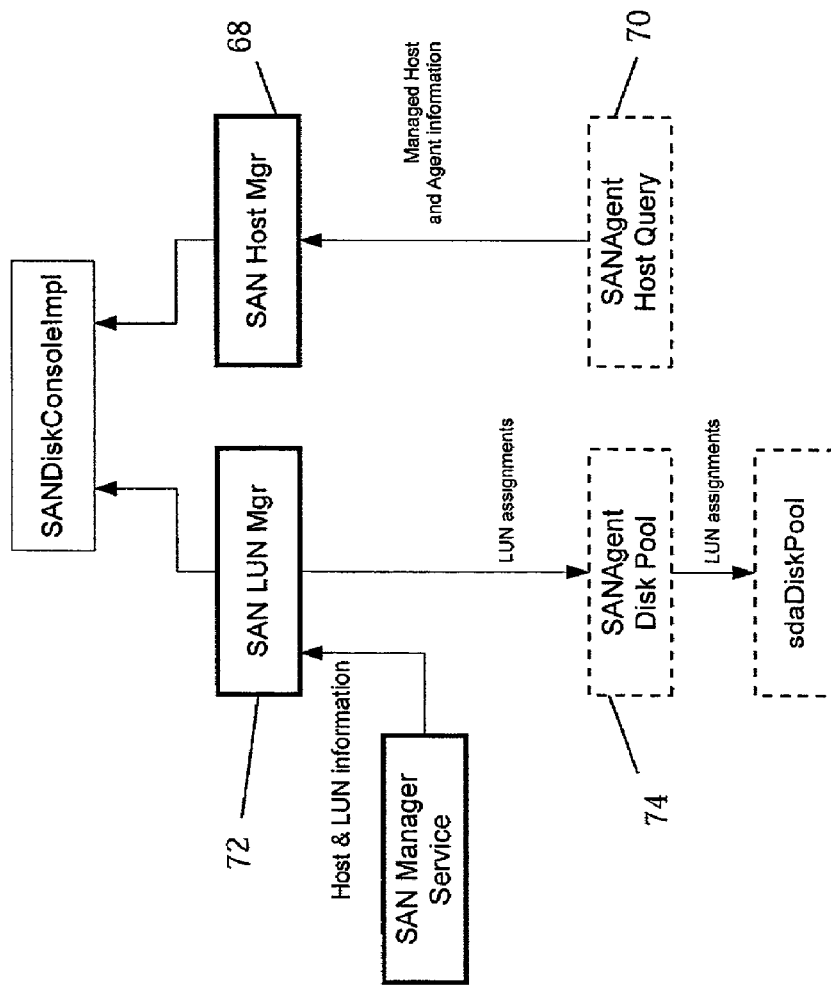 SANDiskConsoleImpl
72
SAN LUN Mgr
SAN Host Mgr
68
Host & LUN information
SAN Manager
Service
LUN assignments
Managed Host
and Agent information
74
SANAgent
Disk Pool
SANAgent
Host Query
70
LUN assignments
sdaDiskPool